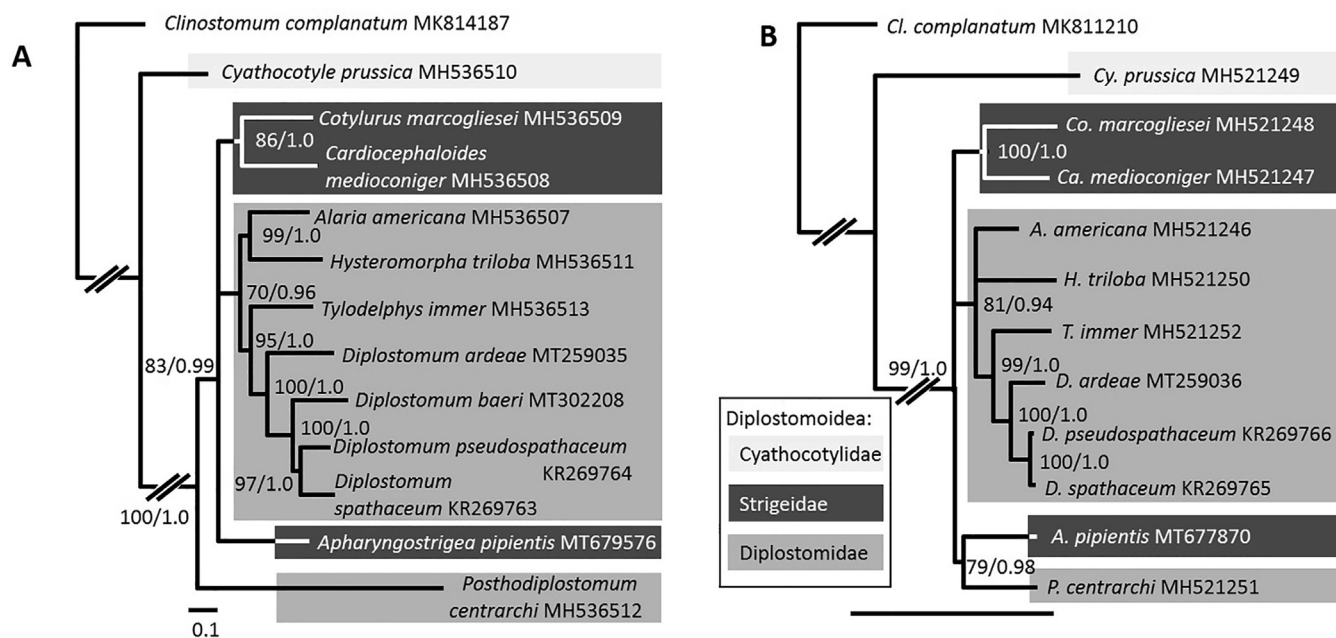 A
Clinostomum complanatum MK814187
Cyathocotyle prussica MH536510
Cotylurus marcogliesei MH536509
86/1.0
Cardiocephaloides
medioconiger MH536508
Alaria americana MH536507
99/1.0
Hysteromorpha triloba MH536511
70/0.96
Tylodelphys immer MH536513
95/1.0
Diplostomum ardeae MT259035
83/0.99
100/1.0
Diplostomum baeri MT302208
100/1.0
Diplostomum pseudospathaceum
KR269764
97/1.0
Diplostomum
spathaceum KR269763
100/1.0
Apharyngostrigea pipientis MT679576
Posthodiplostomum
centrarchi MH536512
0.1
B
Cl. complanatum MK811210
Cy. prussica MH521249
Co. marcogliesei MH521248
100/1.0
Ca. medioconiger MH521247
A. americana MH521246
H. triloba MH521250
81/0.94
T. immer MH521252
99/1.0
99/1.0
D. ardeae MT259036
100/1.0
D. pseudospathaceum KR269766
100/1.0
D. spathaceum KR269765
A. pipientis MT677870
79/0.98
P. centrarchi MH521251
Diplostomoidea:
Cyathocotylidae
Strigeidae
Diplostomidae